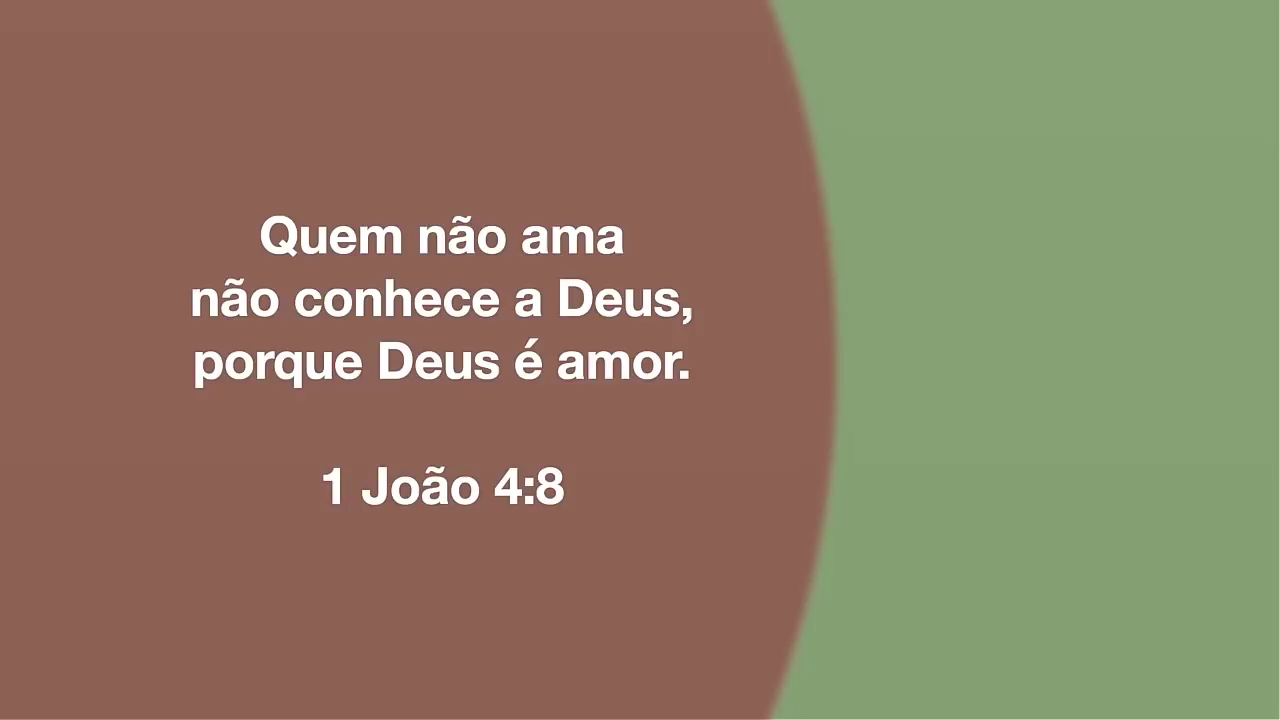 Quem não ama
não conhece a Deus,
porque Deus é amor.
1 João 4:8